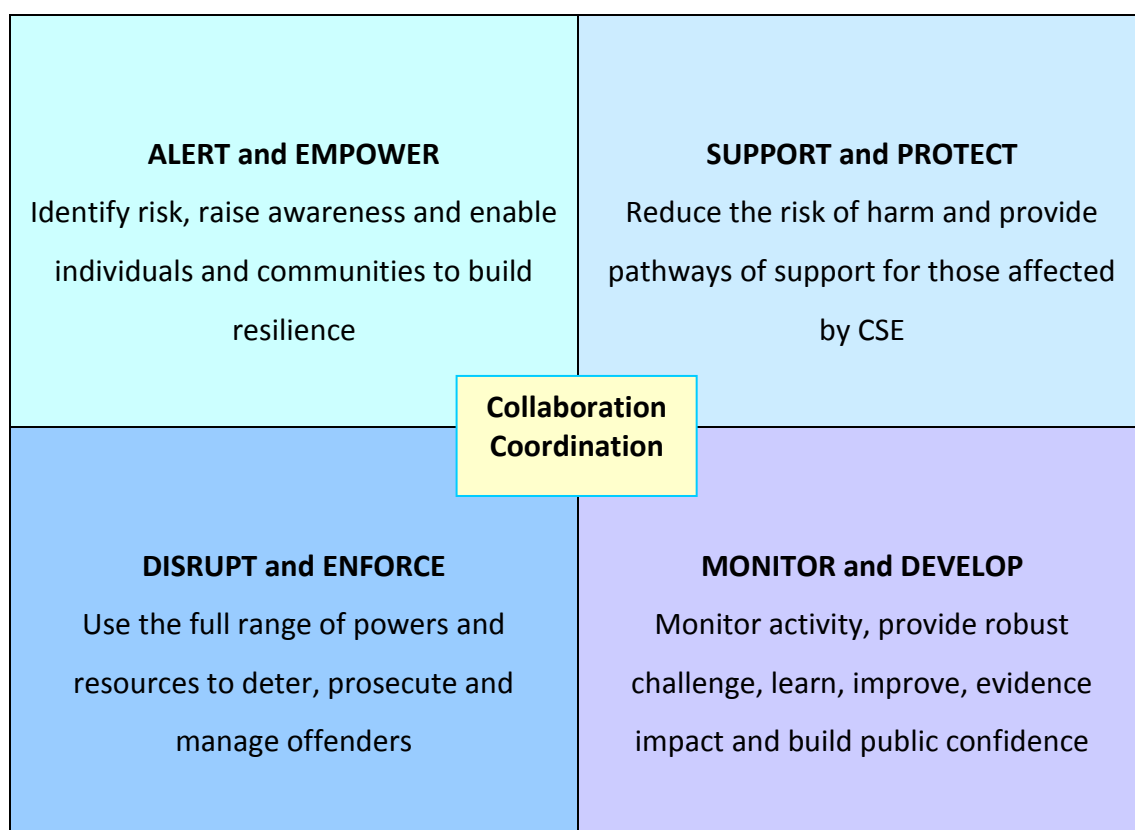 ALERT and EMPOWER
Identify risk, raise awareness and enable
individuals and communities to build
resilience
SUPPORT and PROTECT
Reduce the risk of harm and provide
pathways of support for those affected
by CSE
Collaboration
Coordination
DISRUPT and ENFORCE
Use the full range of powers and
resources to deter, prosecute and
manage offenders
MONITOR and DEVELOP
Monitor activity, provide robust
challenge, learn, improve, evidence
impact and build public confidence